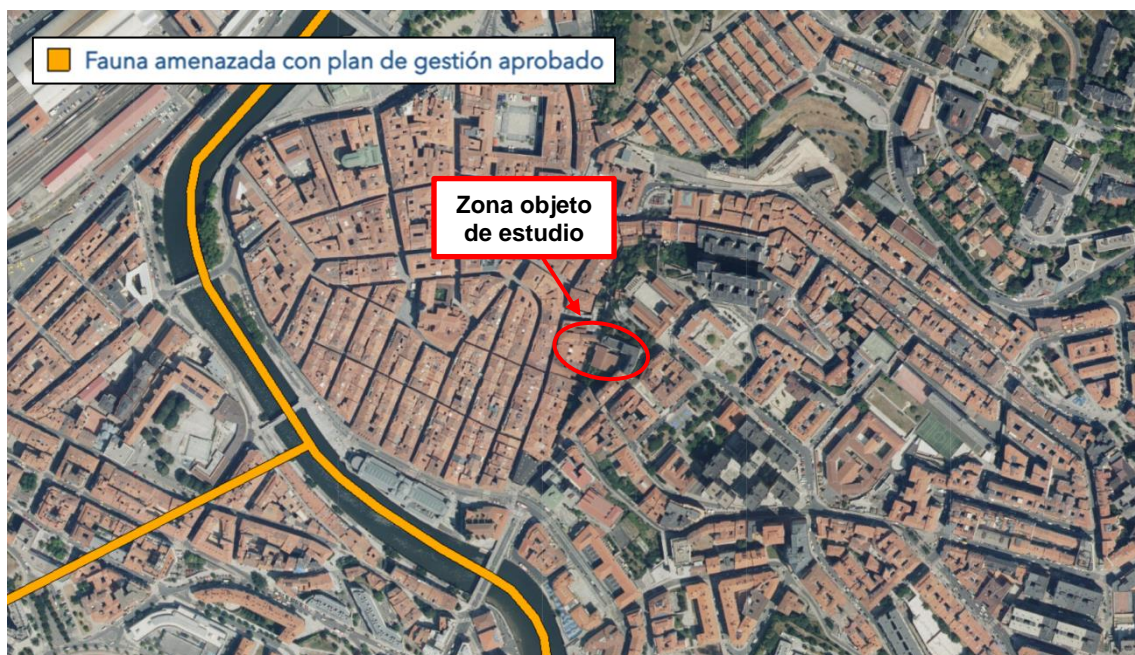 Fauna amenazada con plan de gestión aprobado
Zona objeto
de estudio